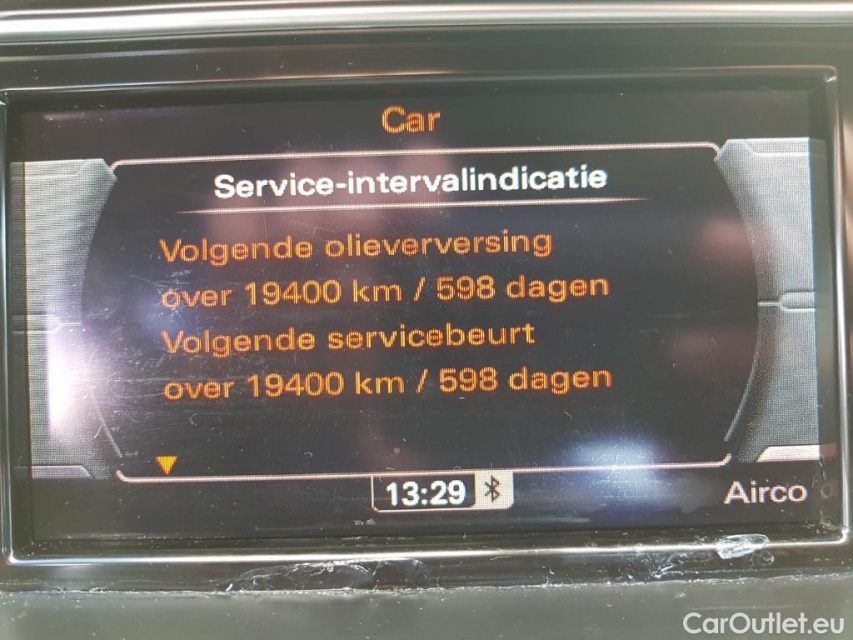 Car
Service-intervalindicatie
Volgende olieverversing
over 19400 km / 598 dagen
Volgende servicebeurt
over 19400 km / 598 dagen
13:29
Airco
CarOutlet.eu